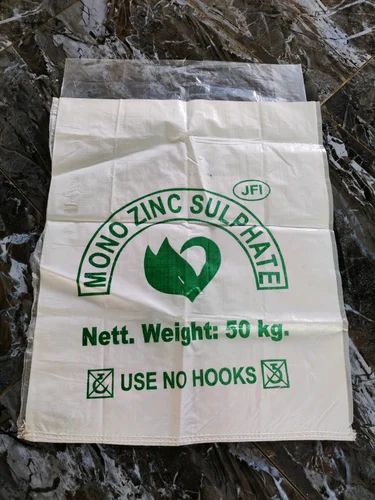 JFI
MONO ZINC SULPHATE
Nett. Weight: 50 kg.
USE NO HOOKS